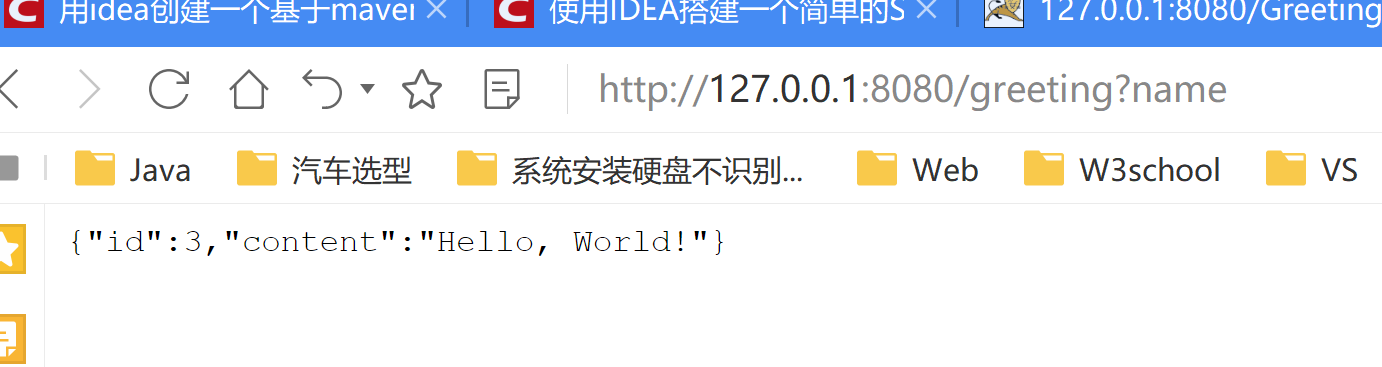 用idea创建一个基于maven
使用IDEA搭建一个简单的S
127.0.0.1:8080/Greeting
http://127.0.0.1:8080/greeting?name
Java
汽车选型
系统安装硬盘不识别...
Web
W3school
VS
{"id":3,"content":"Hello, World!"}